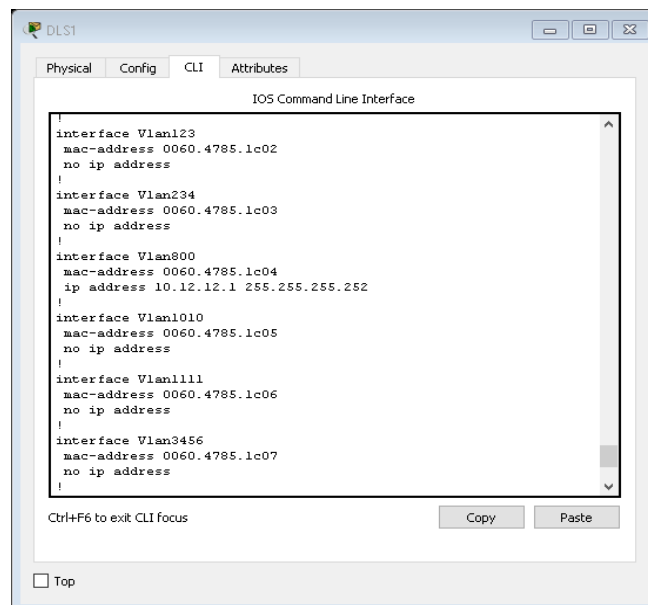 DLS1
Physical Config CLI Attributes
IOS Command Line Interface
!
interface Vlan123
mac-address 0060.4785.1c02
no ip address
!
interface Vlan234
mac-address 0060.4785.1c03
no ip address
!
interface Vlan800
mac-address 0060.4785.1c04
ip address 10.12.12.1 255.255.255.252
!
interface Vlan1010
mac-address 0060.4785.1c05
no ip address
!
interface Vlan1111
mac-address 0060.4785.1c06
no ip address
!
interface Vlan3456
mac-address 0060.4785.1c07
no ip address
!
Ctrl+F6 to exit CLI focus
Copy Paste
Top